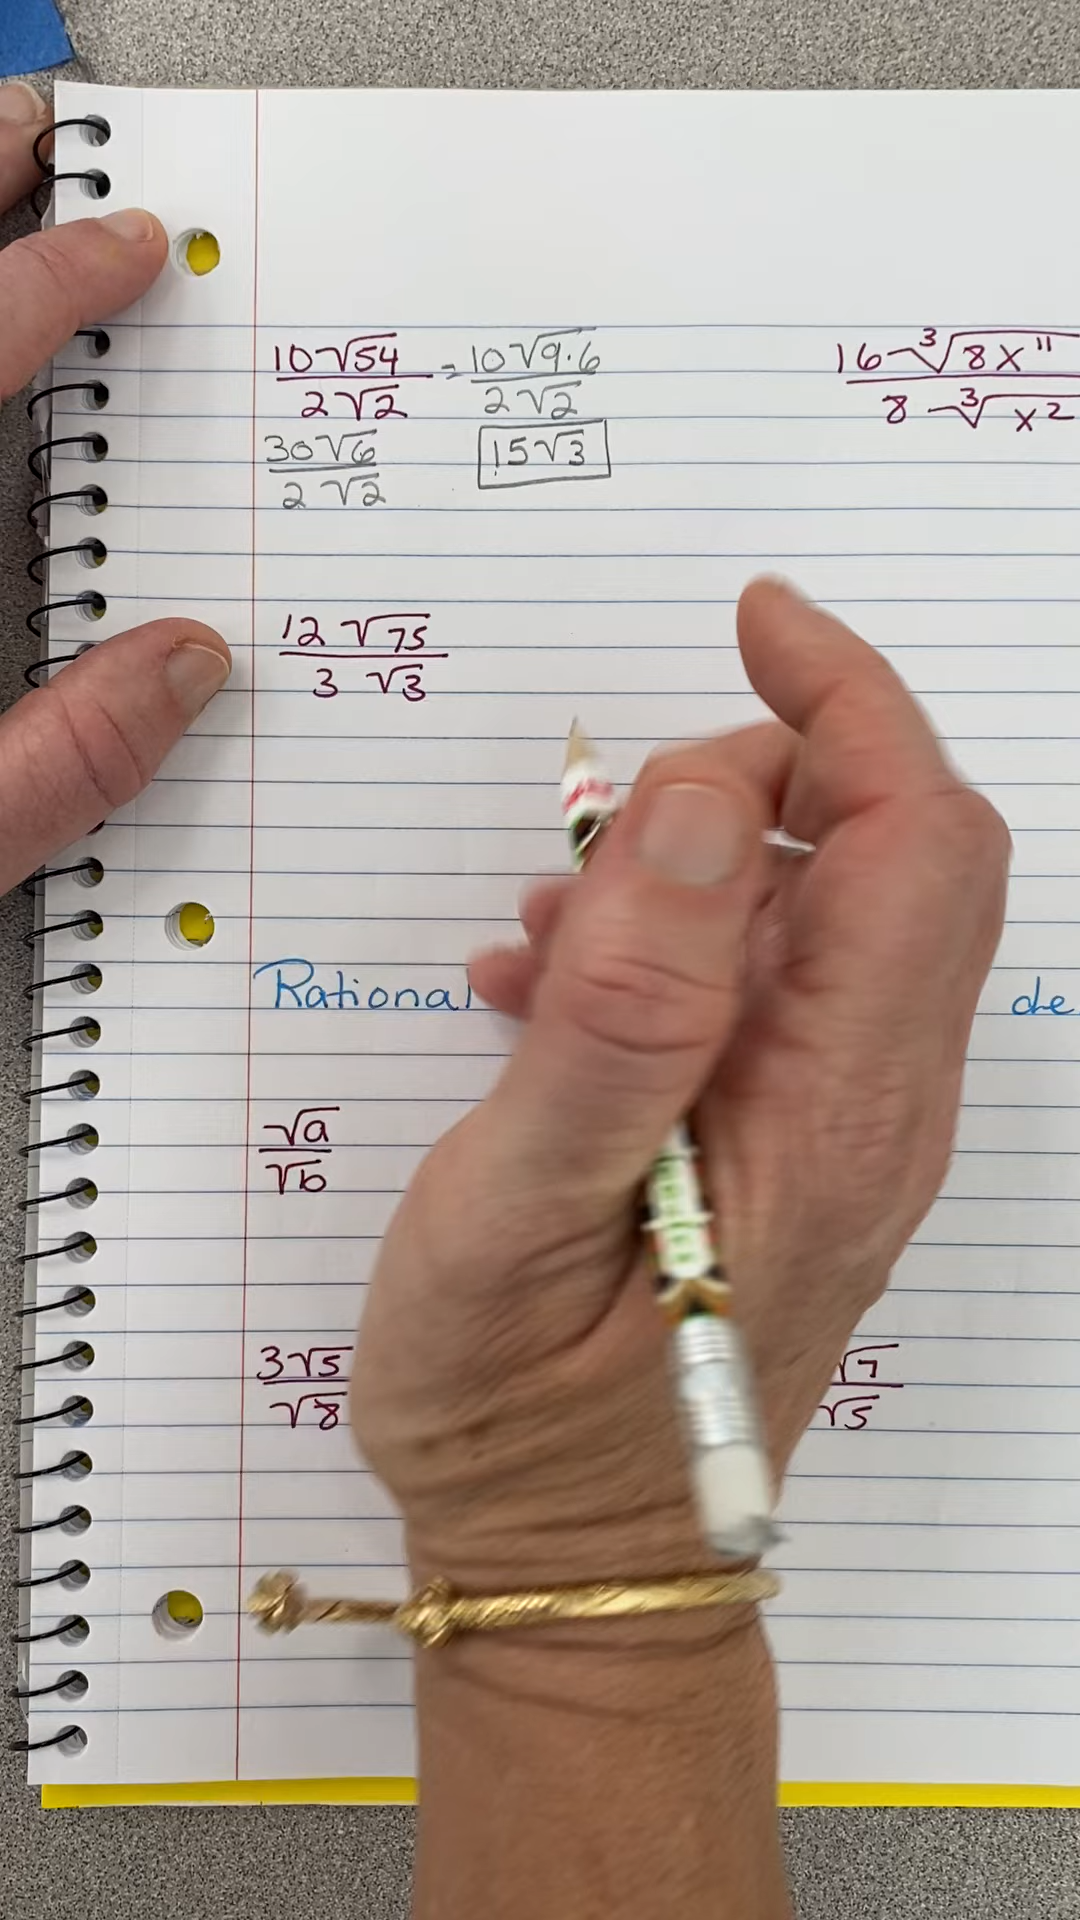 10√54 = 10√9·6
2√2 2√2
30√6 15√3
2√2
16 ∛8x¹¹
8 ∛x²
12 √75
3 √3
Rational
√a
√b
3√5
√8
√7
√5